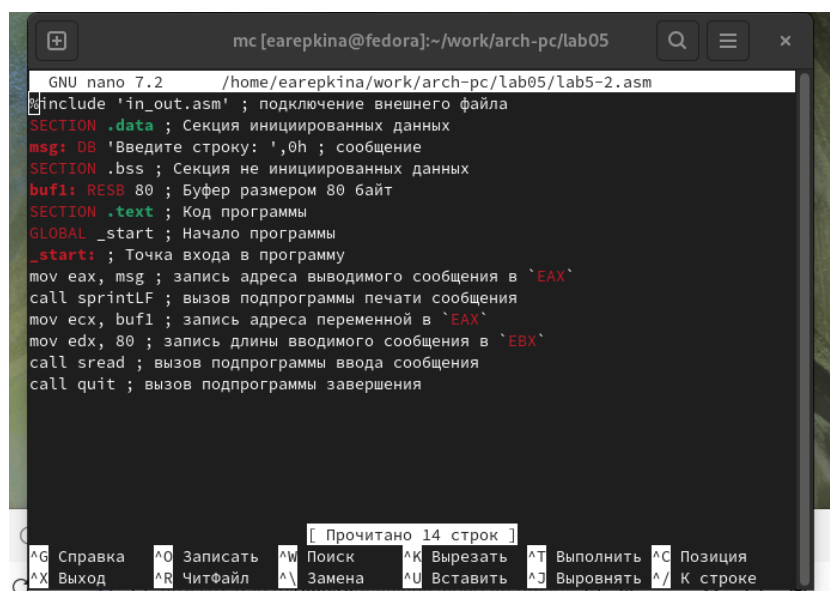 mc [earepkina@fedora]:~/work/arch-pc/lab05
GNU nano 7.2 /home/earepkina/work/arch-pc/lab05/lab5-2.asm
%include 'in_out.asm' ; подключение внешнего файла
SECTION .data ; Секция инициированных данных
msg: DB 'Введите строку: ',0h ; сообщение
SECTION .bss ; Секция не инициированных данных
buf1: RESB 80 ; Буфер размером 80 байт
SECTION .text ; Код программы
GLOBAL _start ; Начало программы
_start: ; Точка входа в программу
mov eax, msg ; запись адреса выводимого сообщения в `EAX`
call sprintLF ; вызов подпрограммы печати сообщения
mov ecx, buf1 ; запись адреса переменной в `EAX`
mov edx, 80 ; запись длины вводимого сообщения в `EBX`
call sread ; вызов подпрограммы ввода сообщения
call quit ; вызов подпрограммы завершения
[ Прочитано 14 строк ]
^G Справка ^O Записать ^W Поиск ^K Вырезать ^T Выполнить ^C Позиция
^X Выход ^R ЧитФайл ^\ Замена ^U Вставить ^J Выровнять ^/ К строке